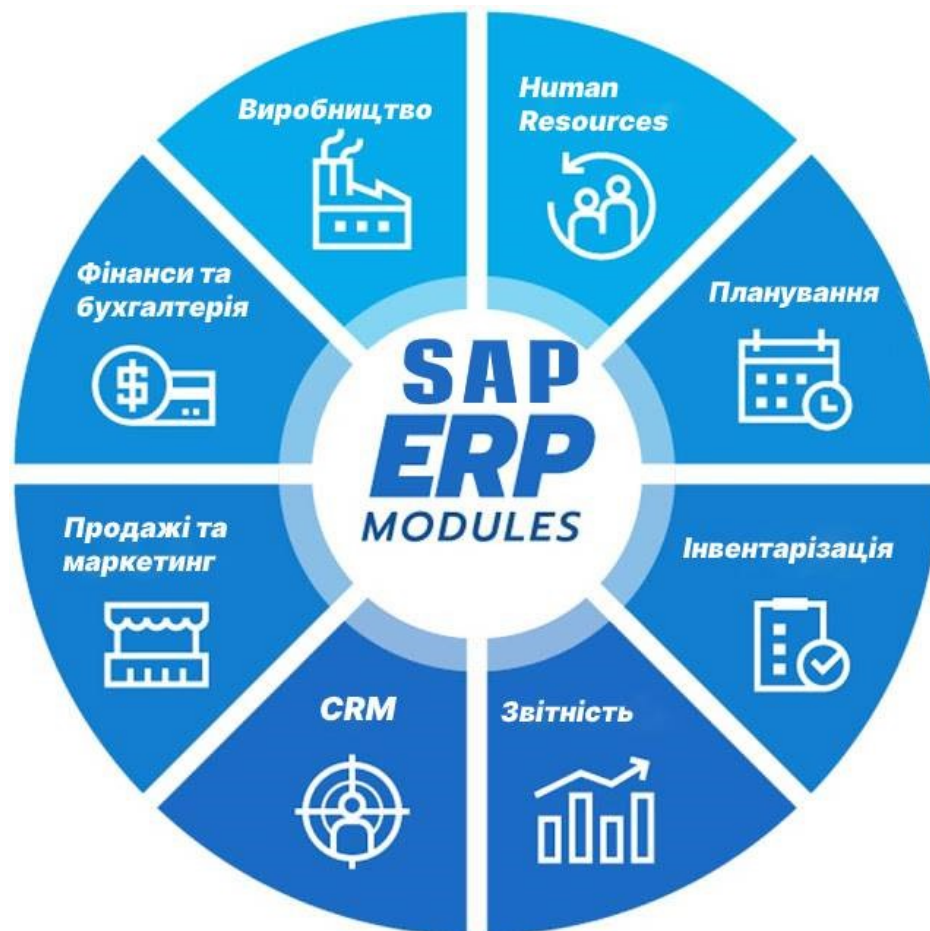 Виробництво
Human
Resources
Фінанси та
бухгалтерія
Планування
SAP
ERP
MODULES
Продажі та
маркетинг
Інвентарізація
CRM
Звітність